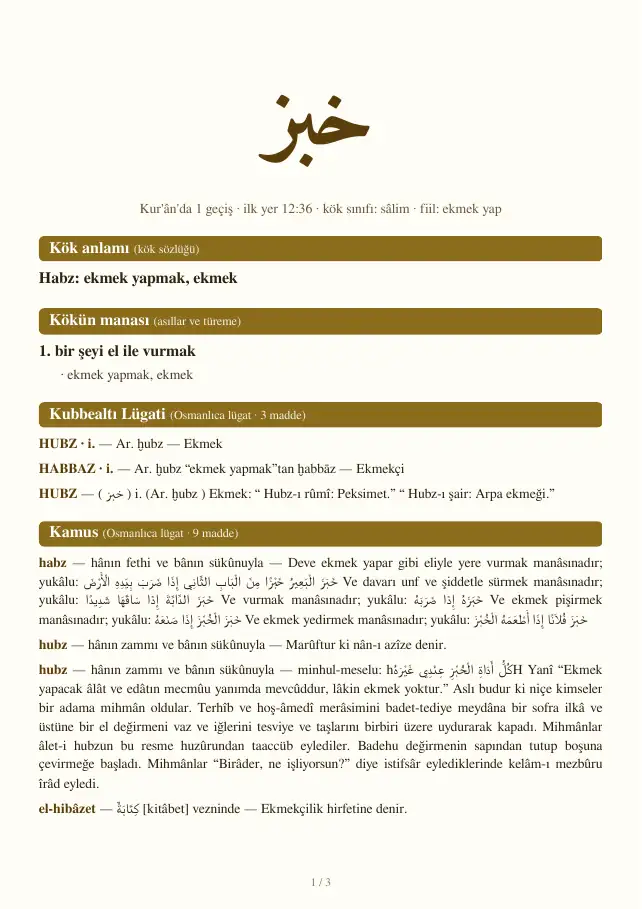 خبز
Kur'ân'da 1 geçiş · ilk yer 12:36 · kök sınıfı: sâlim · fiil: ekmek yap
Kök anlamı (kök sözlüğü)
Habz: ekmek yapmak, ekmek
Kökün manası (asıllar ve türeme)
1. bir şeyi el ile vurmak
· ekmek yapmak, ekmek
Kubbealtı Lügati (Osmanlıca lügat · 3 madde)
HUBZ · i. — Ar. ḫubz — Ekmek
HABBAZ · i. — Ar. ḫubz “ekmek yapmak”tan ḫabbāz — Ekmekçi
HUBZ — ( خبز ) i. (Ar. ḫubz ) Ekmek: “ Hubz-ı rûmî: Peksimet.” “ Hubz-ı şair: Arpa ekmeği.”
Kamus (Osmanlıca lügat · 9 madde)
habz — hânın fethi ve bânın sükûnuyla — Deve ekmek yapar gibi eliyle yere vurmak manâsınadır;
yukâlu: خَبَزَ الْبَعِيرُ خَبْزًا مِنَ الْبَابِ الثَّانِي إِذَا ضَرَبَ بِيَدِهِ الْأَرْضَ Ve davarı unf ve şiddetle sürmek manâsınadır;
yukâlu: خَبَزَ الدَّابَّةَ إِذَا سَاقَهَا شَدِيدًا Ve vurmak manâsınadır; yukâlu: خَبَزَهُ إِذَا ضَرَبَهُ Ve ekmek pişirmek
manâsınadır; yukâlu: خَبَزَ الْخُبْزَ إِذَا صَنَعَهُ Ve ekmek yedirmek manâsınadır; yukâlu: خَبَزَ فُلَانًا إِذَا أَطْعَمَهُ الْخُبْزَ
hubz — hânın zammı ve bânın sükûnuyla — Marûftur ki nân-ı azîze denir.
hubz — hânın zammı ve bânın sükûnuyla — minhul-meselu: hكُلُّ أَدَاةِ الْخُبْزِ عِنْدِي غَيْرَهُH Yanî “Ekmek
yapacak âlât ve edâtın mecmûu yanımda mevcûddur, lâkin ekmek yoktur.” Aslı budur ki niçe kimseler
bir adama mihmân oldular. Terhîb ve hoş-âmedî merâsimini badet-tediye meydâna bir sofra ilkâ ve
üstüne bir el değirmeni vaz ve iğlerini tesviye ve taşlarını birbiri üzere uydurarak kapadı. Mihmânlar
âlet-i hubzun bu resme huzûrundan taaccüb eylediler. Badehu değirmenin sapından tutup boşuna
çevirmeğe başladı. Mihmânlar “Birâder, ne işliyorsun?” diye istifsâr eylediklerinde kelâm-ı mezbûru
îrâd eyledi.
el-hibâzet — كِتَابَةٌ [kitâbet] vezninde — Ekmekçilik hirfetine denir.
1 / 3